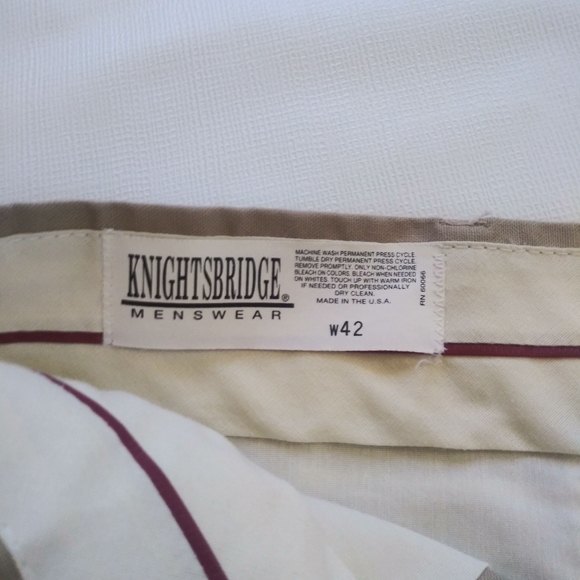 KNIGHTSBRIDGE®
MENSWEAR
MACHINE WASH PERMANENT PRESS CYCLE.
TUMBLE DRY PERMANENT PRESS CYCLE.
REMOVE PROMPTLY. ONLY NON-CHLORINE
BLEACH ON COLORS. BLEACH WHEN NEEDED
ON WHITES. TOUCH UP WITH WARM IRON
IF NEEDED OR PROFESSIONALLY
DRY CLEAN.
MADE IN THE U.S.A.
W42
RN 60056